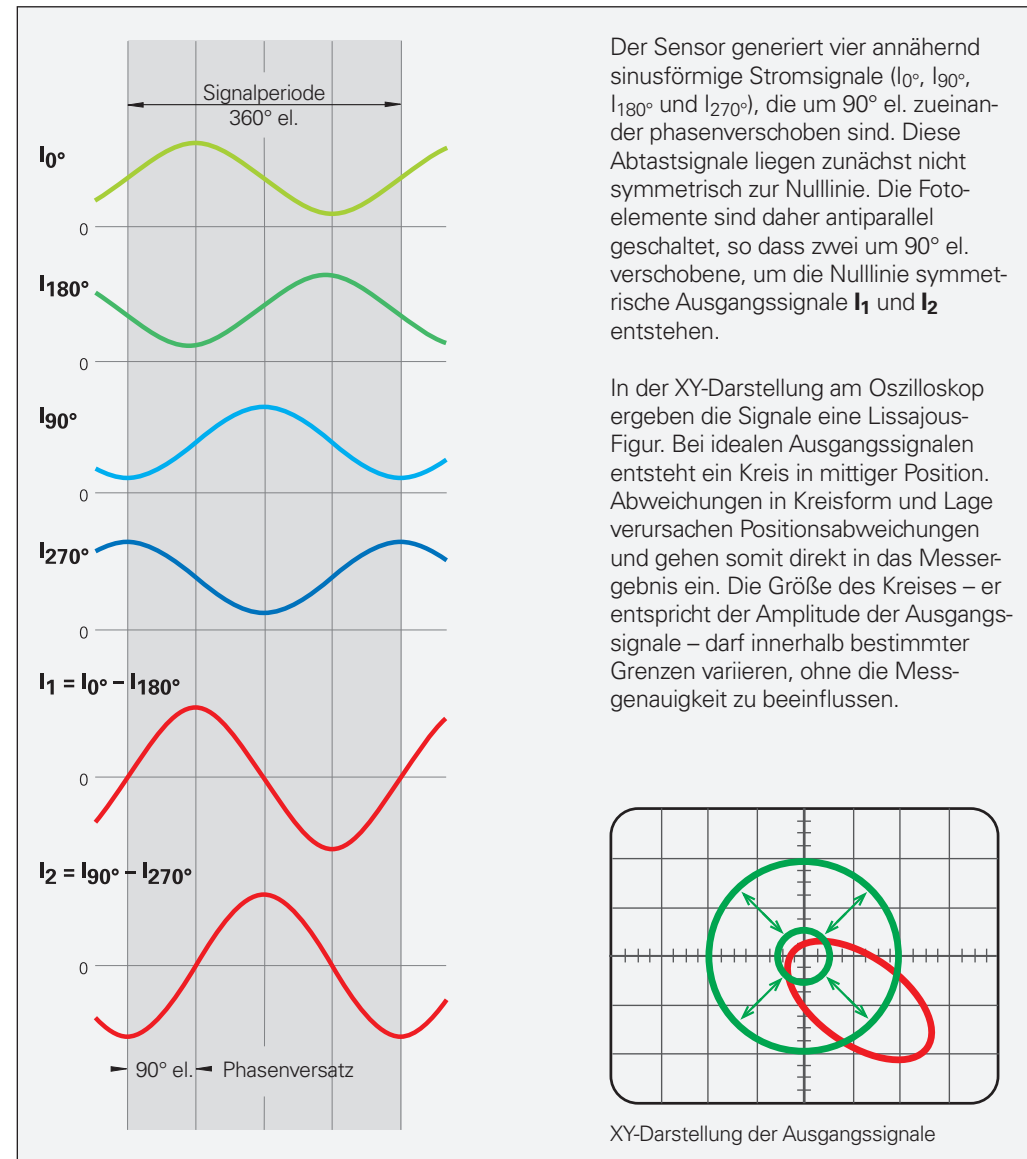 Signalperiode
360° el.
I0°
0
I180°
0
I90°
0
I270°
0
I1 = I0° – I180°
0
I2 = I90° – I270°
0
90° el. Phasenversatz
Der Sensor generiert vier annähernd
sinusförmige Stromsignale (I0°, I90°,
I180° und I270°), die um 90° el. zueinan-
der phasenverschoben sind. Diese
Abtastsignale liegen zunächst nicht
symmetrisch zur Nulllinie. Die Foto-
elemente sind daher antiparallel
geschaltet, so dass zwei um 90° el.
verschobene, um die Nulllinie symmet-
rische Ausgangssignale I1 und I2
entstehen.
In der XY-Darstellung am Oszilloskop
ergeben die Signale eine Lissajous-
Figur. Bei idealen Ausgangssignalen
entsteht ein Kreis in mittiger Position.
Abweichungen in Kreisform und Lage
verursachen Positionsabweichungen
und gehen somit direkt in das Messer-
gebnis ein. Die Größe des Kreises – er
entspricht der Amplitude der Ausgangs-
signale – darf innerhalb bestimmter
Grenzen variieren, ohne die Mess-
genauigkeit zu beeinflussen.
XY-Darstellung der Ausgangssignale